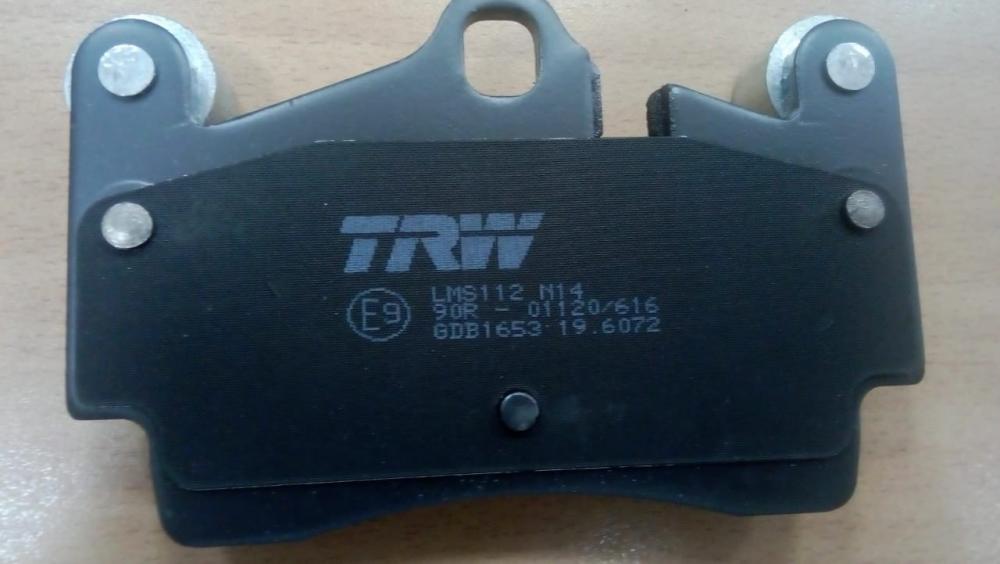 TRW
LMS112 N14
E9 90R - 01120/616
GDB1653 19.6072